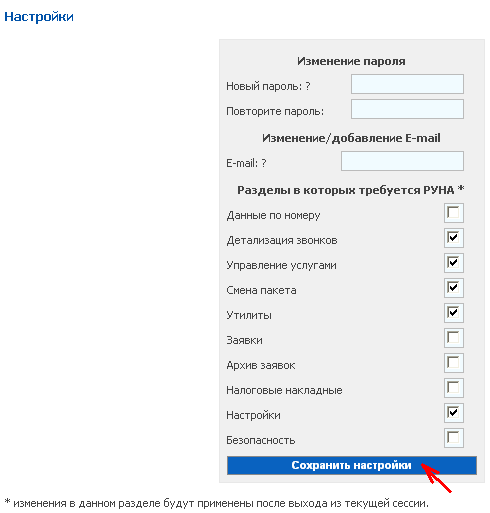 Настройки
Изменение пароля
Новый пароль: ?
Повторите пароль:
Изменение/добавление E-mail
E-mail: ?
Разделы в которых требуется РУНА *
Данные по номеру
Детализация звонков
Управление услугами
Смена пакета
Утилиты
Заявки
Архив заявок
Налоговые накладные
Настройки
Безопасность
Сохранить настройки
* изменения в данном разделе будут применены после выхода из текущей сессии.